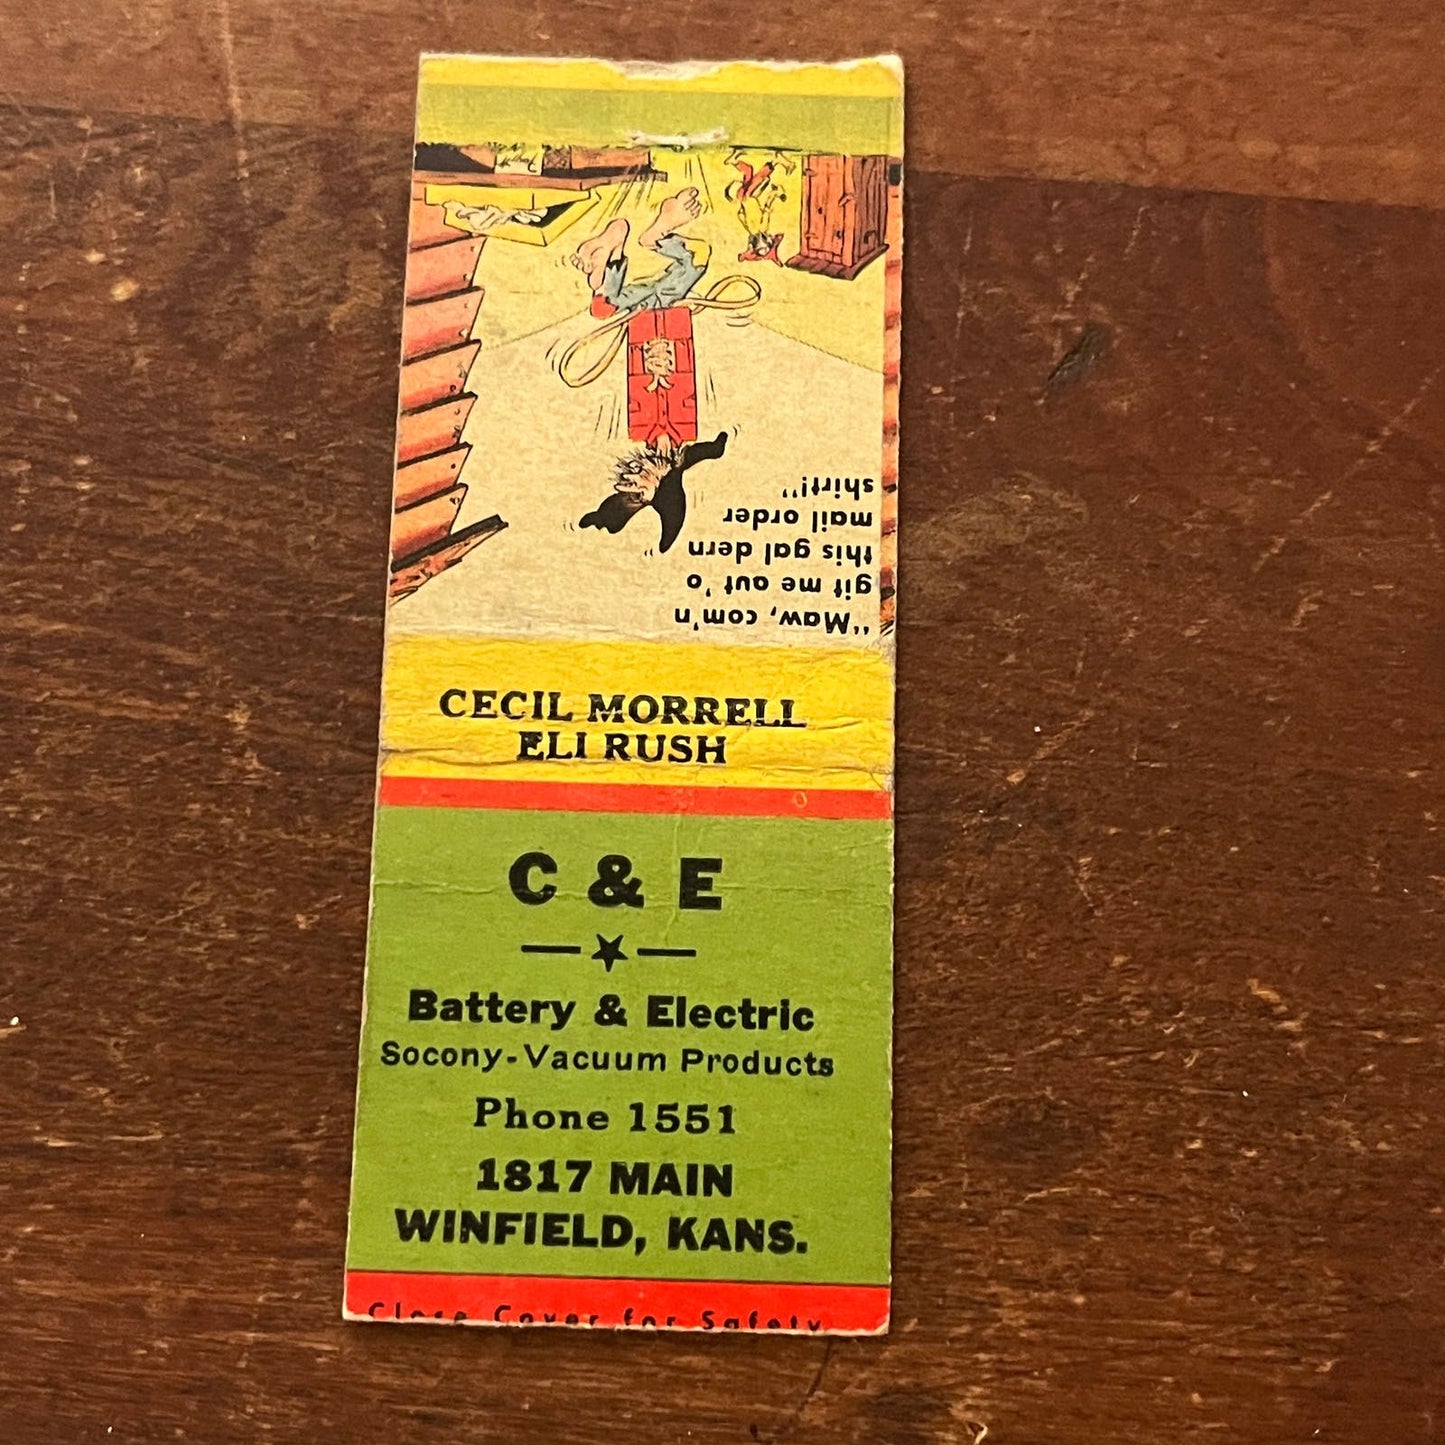 "Maw, com'n
git me aut'o
this gal dern
mail order
shirt!"
CECIL MORRELL
ELI RUSH
C & E
Battery & Electric
Socony-Vacuum Products
Phone 1551
1817 MAIN
WINFIELD, KANS.
Close Cover for Safety